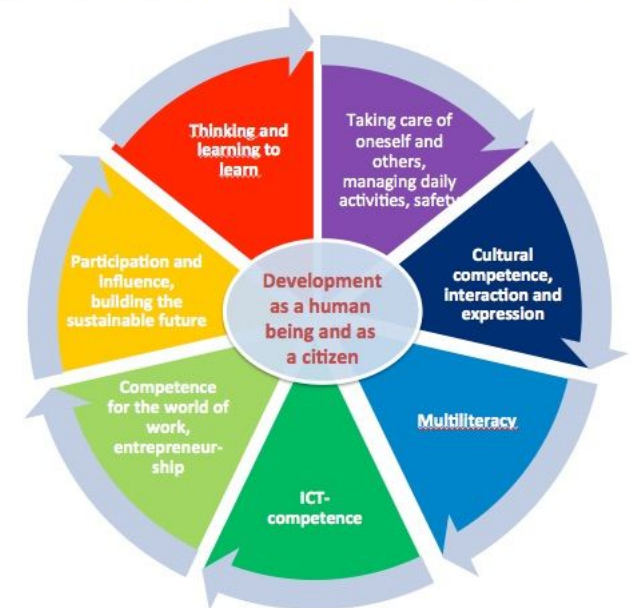 Thinking and
learning to
learn
Taking care of
oneself and
others,
managing daily
activities, safety
Cultural
competence,
interaction and
expression
Multiliteracy
ICT-
competence
Competence
for the world of
work,
entrepreneur-
ship
Participation and
influence,
building the
sustainable future
Development
as a human
being and as
a citizen